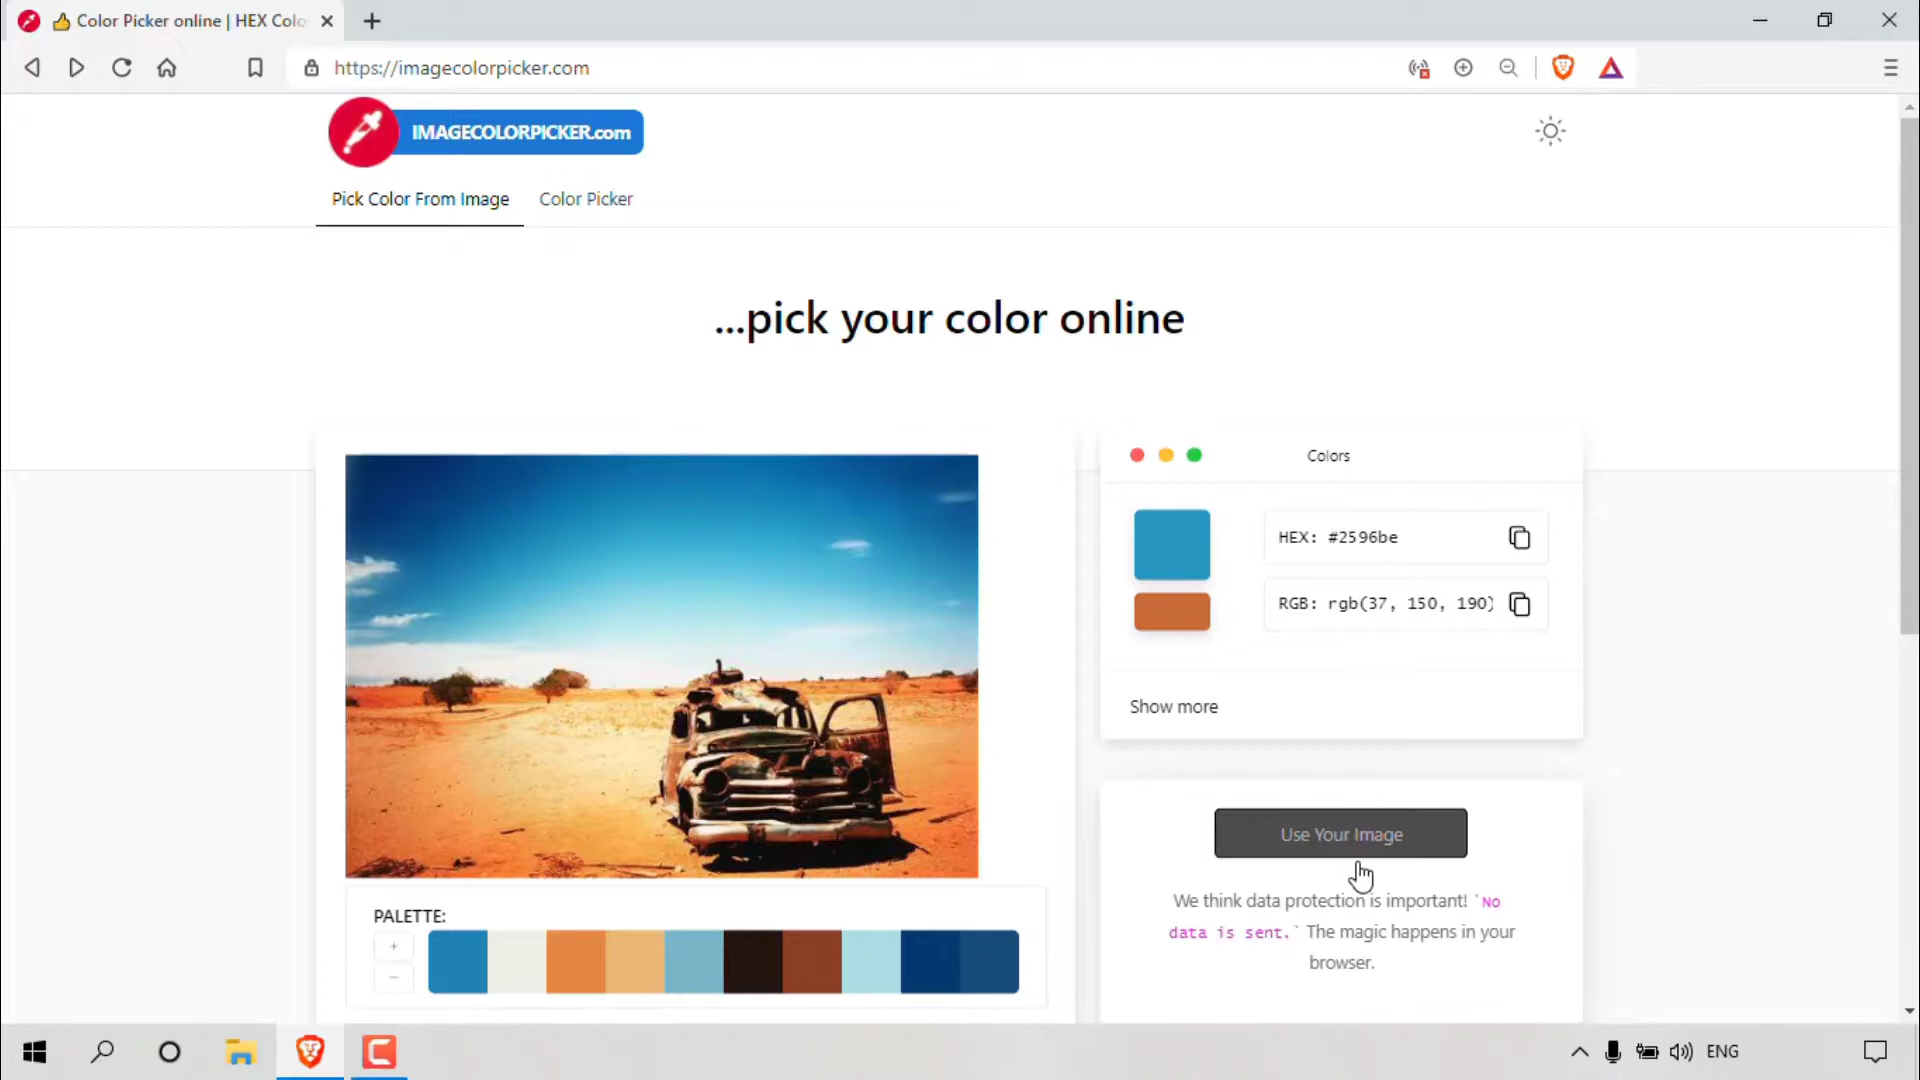 Color Picker online | HEX Colo
https://imagecolorpicker.com
IMAGECOLORPICKER.com
Pick Color From Image
Color Picker
...pick your color online
Colors
HEX: #2596be
RGB: rgb(37, 150, 190)
Show more
Use Your Image
We think data protection is important! `No
data is sent.` The magic happens in your
browser.
PALETTE:
+
−
ENG